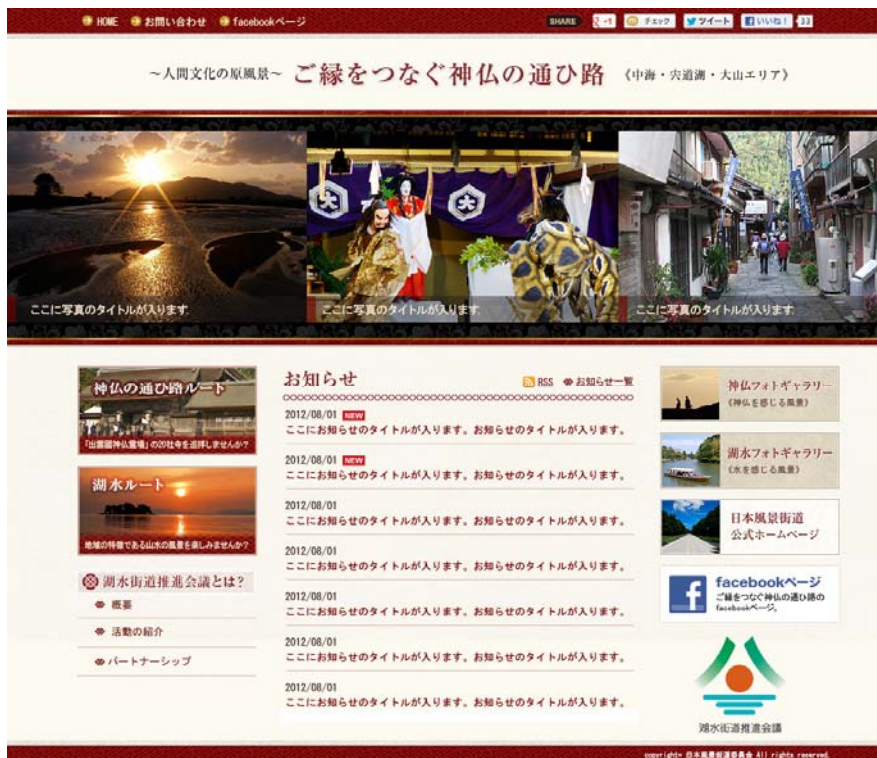 HOME お問い合わせ facebookページ
SHARE +1 チェック ツイート いいね! 33
～人間文化の原風景～ ご縁をつなぐ神仏の通ひ路 《中海・宍道湖・大山エリア》
大 大
ここに写真のタイトルが入ります。 ここに写真のタイトルが入ります。 ここに写真のタイトルが入ります。
神仏の通ひ路ルート
「出雲國神仏霊場」の20社寺を巡拝しませんか?
湖水ルート
地域の特徴である山水の風景を楽しみませんか?
湖水街道推進会議とは?
概要
活動の紹介
パートナーシップ
お知らせ RSS お知らせ一覧
2012/08/01 NEW
ここにお知らせのタイトルが入ります。お知らせのタイトルが入ります。
2012/08/01 NEW
ここにお知らせのタイトルが入ります。お知らせのタイトルが入ります。
2012/08/01
ここにお知らせのタイトルが入ります。お知らせのタイトルが入ります。
2012/08/01
ここにお知らせのタイトルが入ります。お知らせのタイトルが入ります。
2012/08/01
ここにお知らせのタイトルが入ります。お知らせのタイトルが入ります。
2012/08/01
ここにお知らせのタイトルが入ります。お知らせのタイトルが入ります。
2012/08/01
ここにお知らせのタイトルが入ります。お知らせのタイトルが入ります。
神仏フォトギャラリー
《神仏を感じる風景》
湖水フォトギャラリー
《水を感じる風景》
日本風景街道
公式ホームページ
facebookページ
ご縁をつなぐ神仏の通ひ路の
facebookページ。
湖水街道推進会議
copyright© 日本風景街道委員会 All rights reserved.